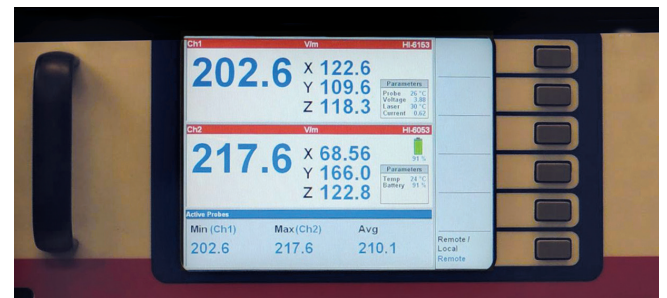 Ch1 V/m HI-6153
202.6 X 122.6
Y 109.6
Z 118.3
Parameters
Probe 26 °C
Voltage 3.88
Laser 30 °C
Current 0.62
Ch2 V/m HI-6053
217.6 X 68.56
Y 166.0
Z 122.8
91 %
Parameters
Temp 24 °C
Battery 91 %
Active Probes
Min (Ch1) Max(Ch2) Avg
202.6 217.6 210.1
Remote /
Local
Remote